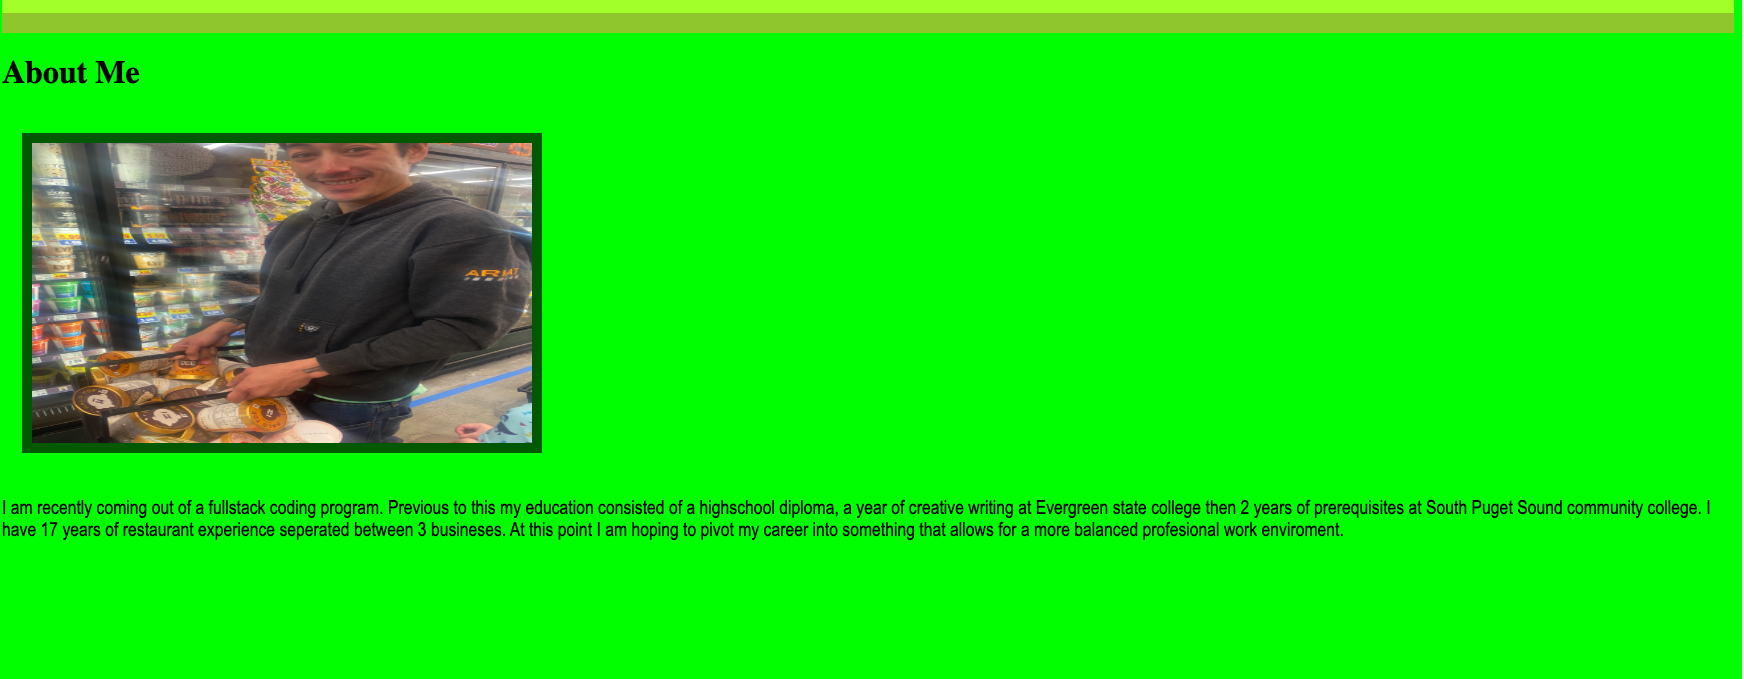 About Me
ARIAT
I am recently coming out of a fullstack coding program. Previous to this my education consisted of a highschool diploma, a year of creative writing at Evergreen state college then 2 years of prerequisites at South Puget Sound community college. I
have 17 years of restaurant experience seperated between 3 busineses. At this point I am hoping to pivot my career into something that allows for a more balanced profesional work enviroment.